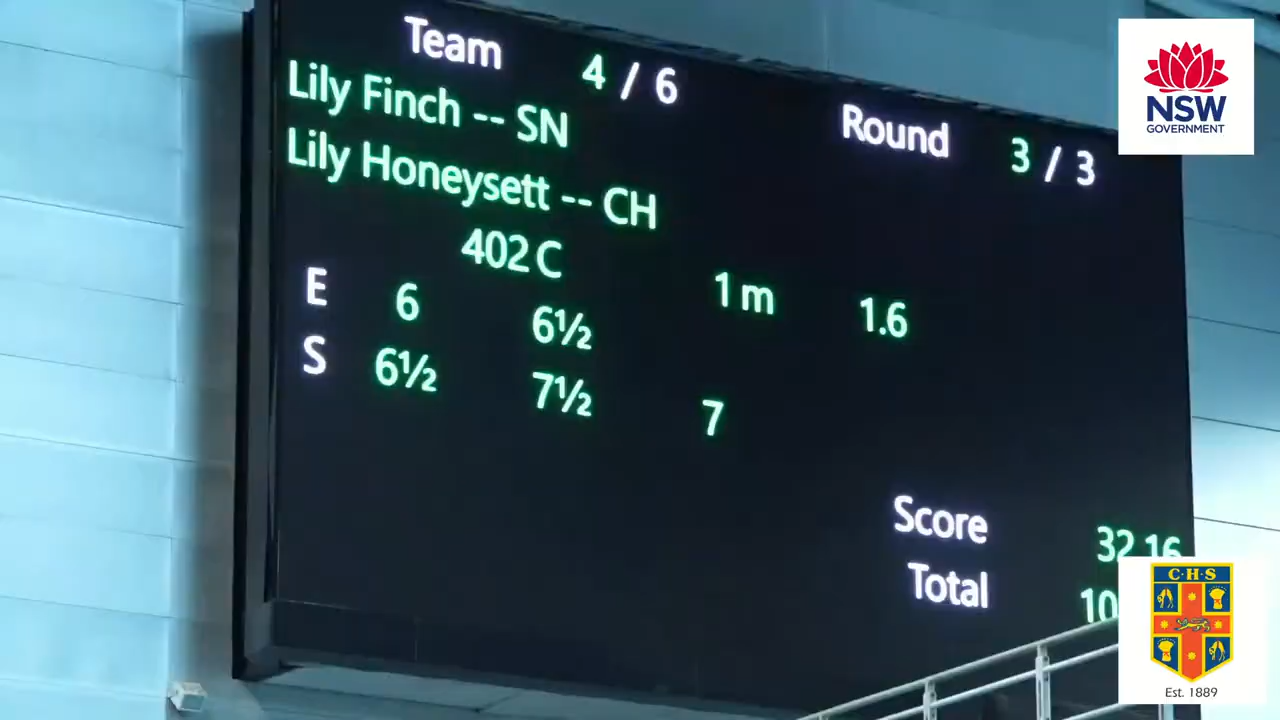 Team 4 / 6
Lily Finch -- SN
Round 3 / 3
Lily Honeysett -- CH
402 C 1 m 1.6
E 6 6½
S 6½ 7½ 7
Score 32.16
Total 10
NSW
GOVERNMENT
C·H·S
Est. 1889